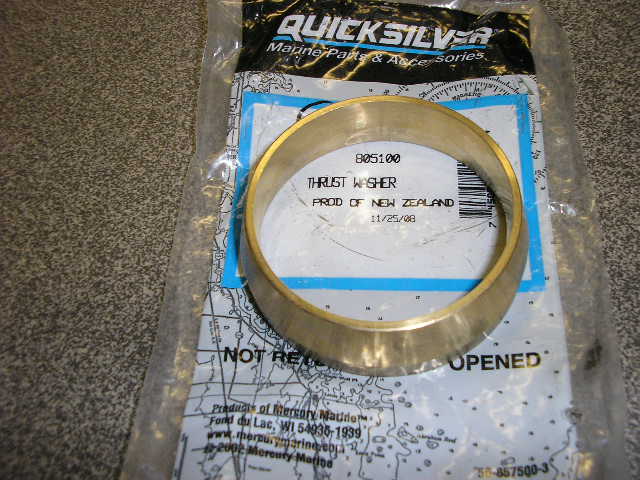 QUICKSILVER
Marine Parts & Accessories
805100
THRUST WASHER
PROD OF NEW ZEALAND
11/25/08
NOT OPENED
Products of Mercury Marine
Fond du Lac, WI 54936-1939
www.mercurymarine.com
© 2002 Mercury Marine